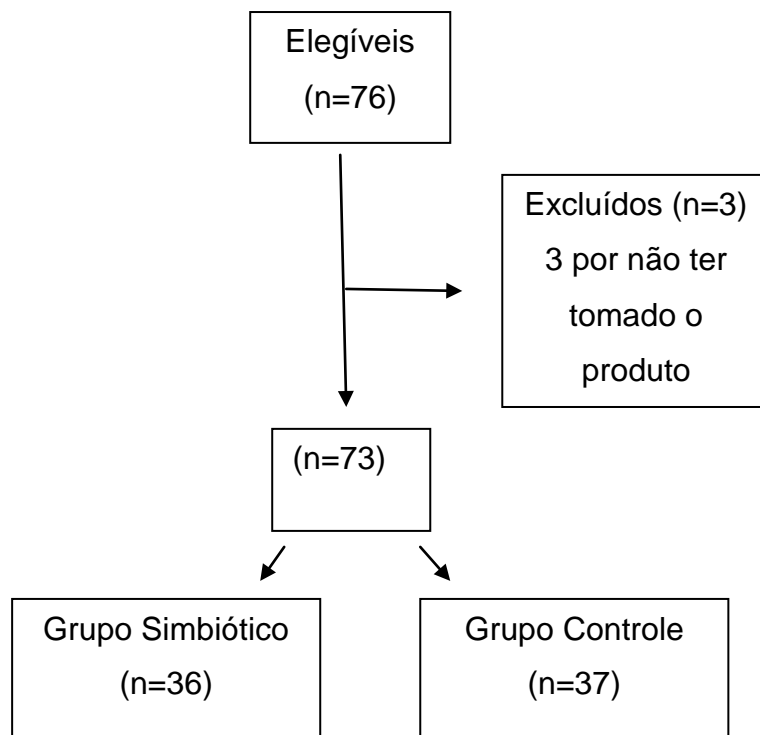 Elegíveis
(n=76)
Excluídos (n=3)
3 por não ter
tomado o
produto
(n=73)
Grupo Simbiótico
(n=36)
Grupo Controle
(n=37)